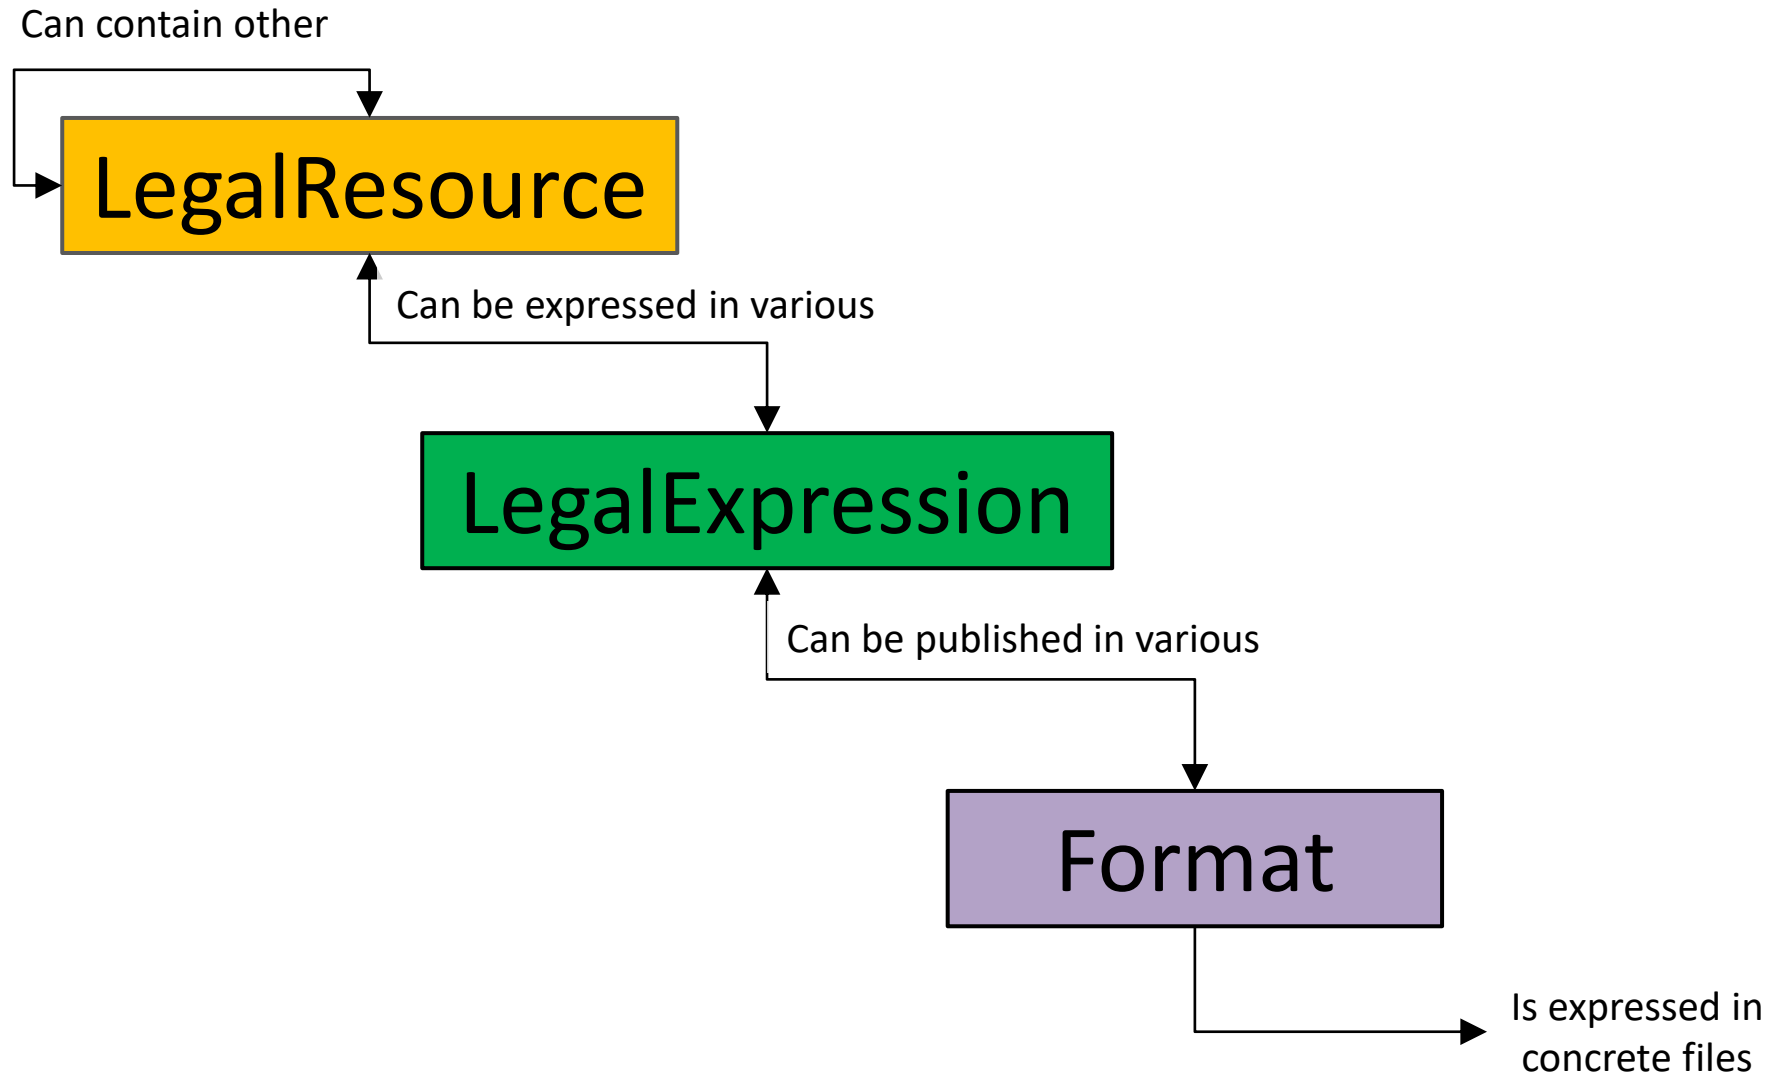 Can contain other
LegalResource
Can be expressed in various
LegalExpression
Can be published in various
Format
Is expressed in
concrete files